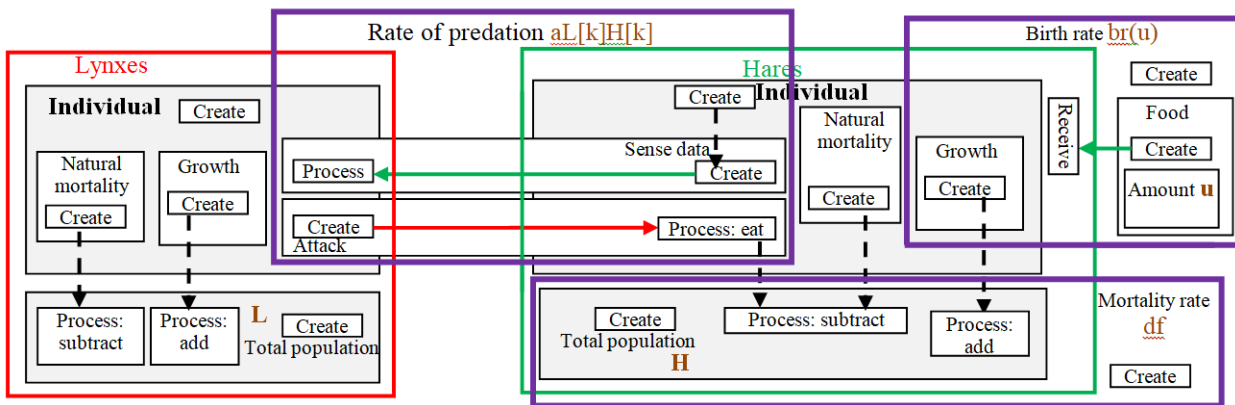 Rate of predation aL[k]H[k]
Birth rate br(u)
Lynxes
Hares
Create
Individual
Create
Create
Individual
Food
Natural
mortality
Create
Growth
Create
Sense data
Process
Create
Natural
mortality
Create
Growth
Create
Receive
Create
Amount u
Create
Attack
Process: eat
Mortality rate
df
Create
L
Process:
subtract
Process:
add
Create
Total population
Create
Total population
H
Process: subtract
Process:
add